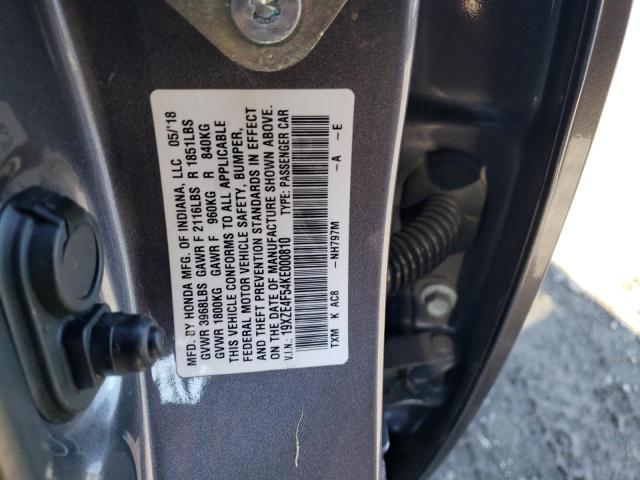 MFD. BY HONDA MFG. OF INDIANA, LLC 05/'18
GVWR 3968LBS GAWR F 2116LBS R 1851LBS
GVWR 1800KG GAWR F 960KG R 840KG
THIS VEHICLE CONFORMS TO ALL APPLICABLE
FEDERAL MOTOR VEHICLE SAFETY, BUMPER,
AND THEFT PREVENTION STANDARDS IN EFFECT
ON THE DATE OF MANUFACTURE SHOWN ABOVE.
V.I.N.: 19XZE4F54KE000810 TYPE: PASSENGER CAR
TXM K AC8 -NH797M -A -E